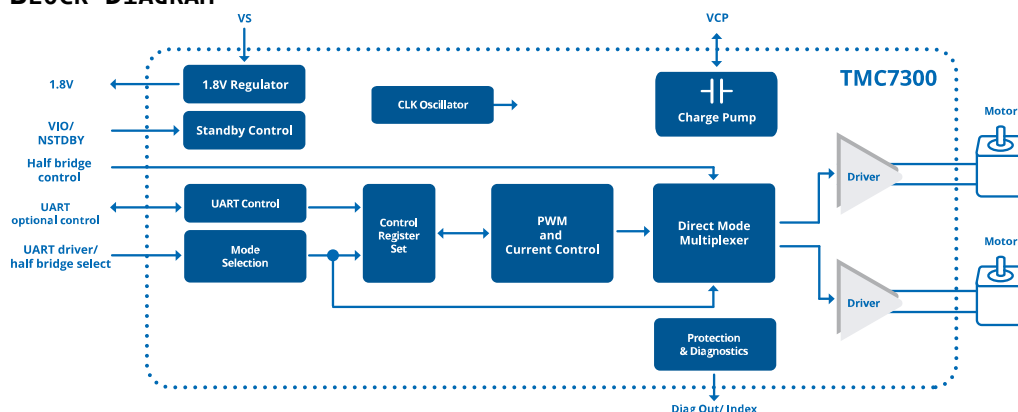 BLOCK DIAGRAM
VS
VCP
TMC7300
1.8V
1.8V Regulator
CLK Oscillator
Charge Pump
Motor
VIO/
NSTDBY
Standby Control
Half bridge
control
Driver
UART
optional control
UART Control
Control
Register
Set
PWM
and
Current Control
Direct Mode
Multiplexer
UART driver/
half bridge select
Mode
Selection
Motor
Driver
Protection
& Diagnostics
Diag Out/ Index